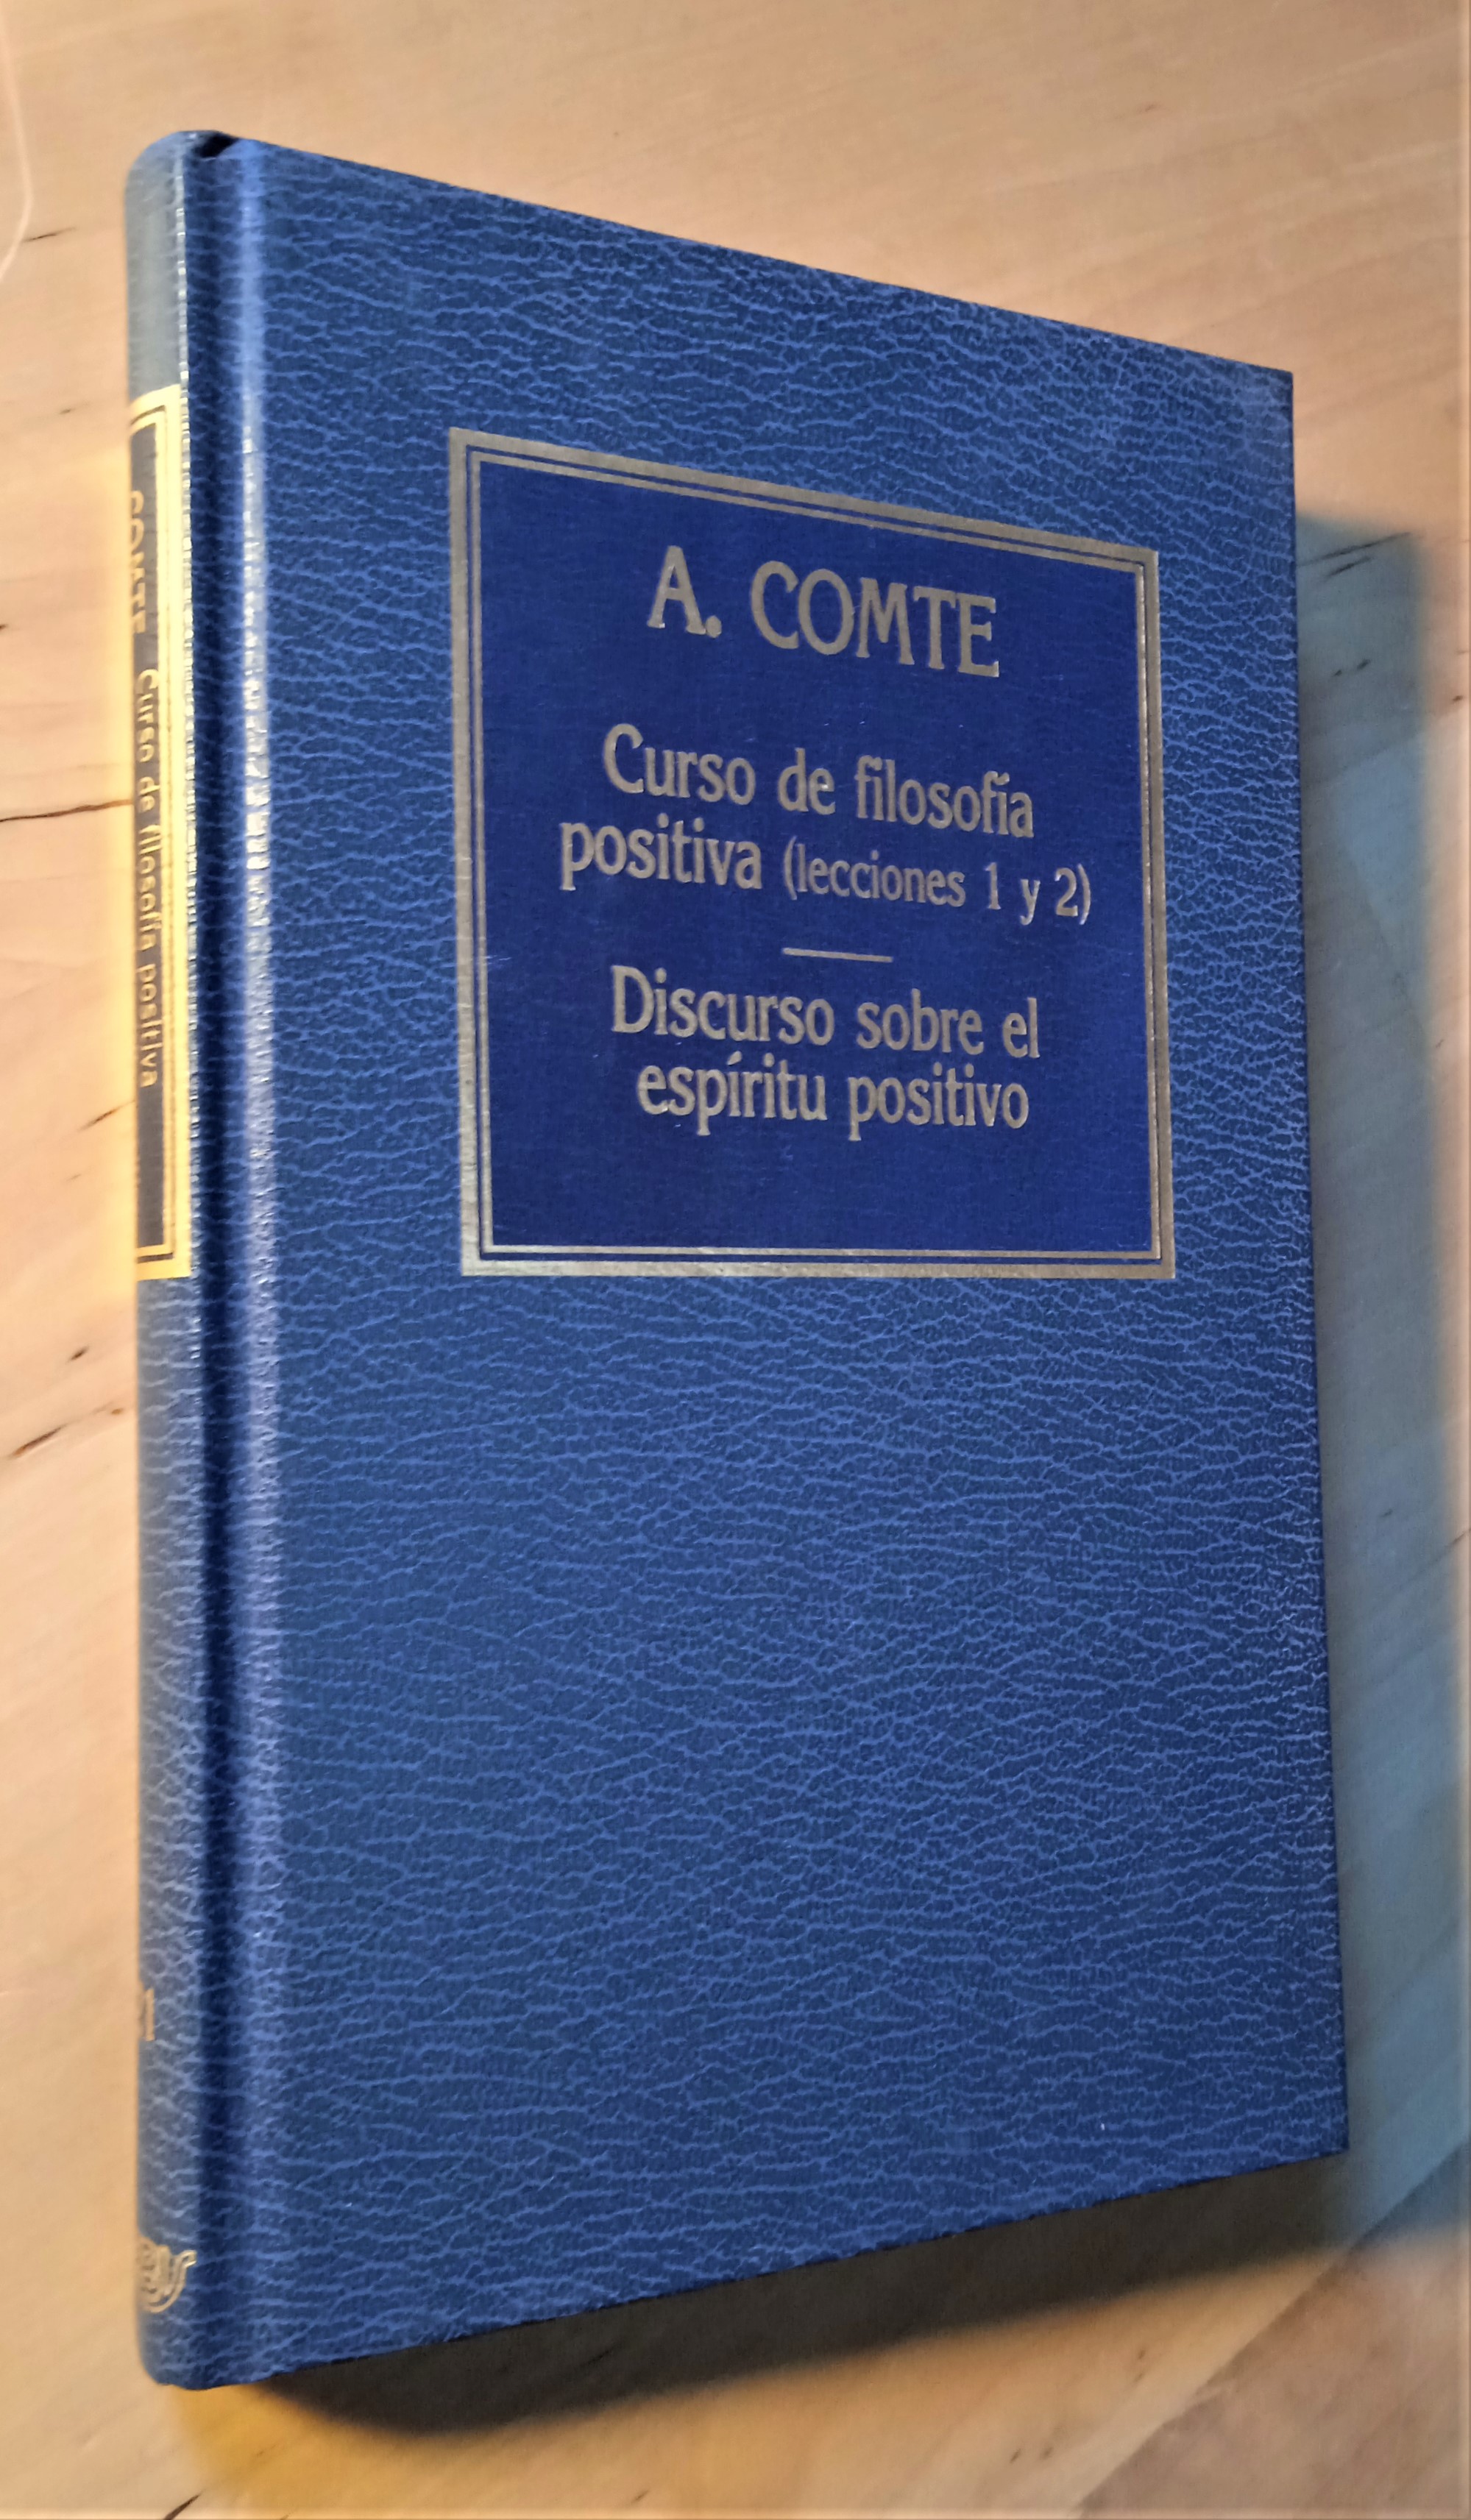 A. COMTE
Curso de filosofía
positiva (lecciones 1 y 2)
Discurso sobre el
espíritu positivo
COMTE Curso de filosofía positiva